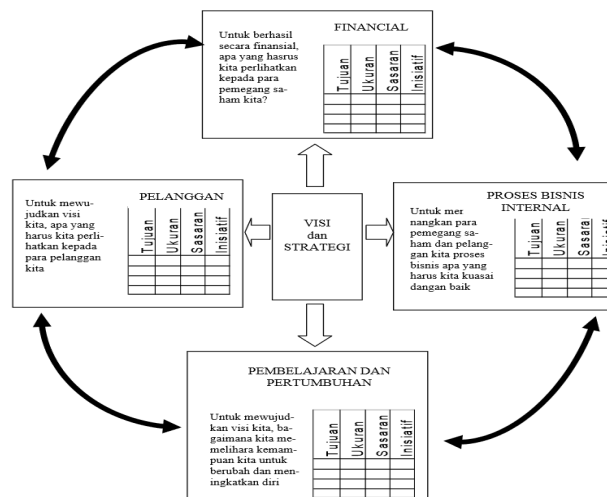 FINANCIAL
Untuk berhasil
secara finansial,
apa yang hasrus
kita perlihatkan
kepada para
pemegang sa-
ham kita?
Tujuan
Ukuran
Sasaran
Inisiatif
PELANGGAN
Untuk mewu-
judkan visi
kita, apa yang
harus kita perli-
hatkan kepada
para pelanggan
kita
Tujuan
Ukuran
Sasaran
Inisiatif
VISI
dan
STRATEGI
PROSES BISNIS
INTERNAL
Untuk mer
nangkan para
pemegang sa-
ham dan pelang-
gan kita proses
bisnis apa yang
harus kita kuasai
dangan baik
Tujuan
Ukuran
Sasarai
Inisiatif
PEMBELAJARAN DAN
PERTUMBUHAN
Untuk mewujud-
kan visi kita, ba-
gaimana kita me-
melihara kemam-
puan kita untuk
berubah dan men-
ingkatkan diri
Tujuan
Ukuran
Sasaran
Inisiatif